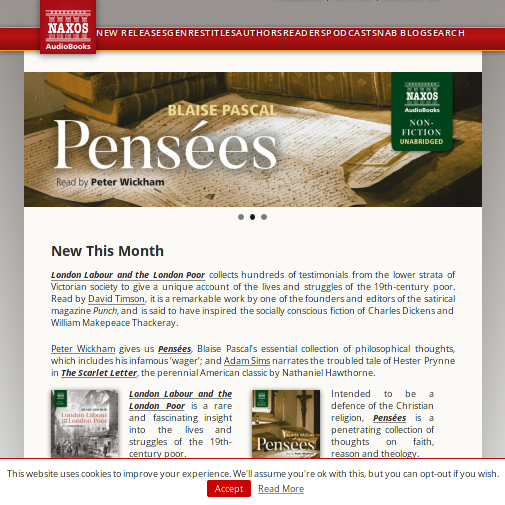 NAXOS
AudioBooks
NEW RELEASES GENRES TITLES AUTHORS READERS PODCASTS NAB BLOG SEARCH
NAXOS
NON-
FICTION
UNABRIDGED
BLAISE PASCAL
Pensées
Read by Peter Wickham
New This Month
London Labour and the London Poor collects hundreds of testimonials from the lower strata of
Victorian society to give a unique account of the lives and struggles of the 19th-century poor.
Read by David Timson, it is a remarkable work by one of the founders and editors of the satirical
magazine Punch, and is said to have inspired the socially conscious fiction of Charles Dickens and
William Makepeace Thackeray.
Peter Wickham gives us Pensées, Blaise Pascal's essential collection of philosophical thoughts,
which includes his infamous 'wager'; and Adam Sims narrates the troubled tale of Hester Prynne
in The Scarlet Letter, the perennial American classic by Nathaniel Hawthorne.
London Labour
London Poor
London Labour and the
London Poor is a rare
and fascinating insight
into the lives and
struggles of the 19th-
century poor.
Pensées
Intended to be a
defence of the Christian
religion, Pensées is a
penetrating collection of
thoughts on faith,
reason and theology.
This website uses cookies to improve your experience. We'll assume you're ok with this, but you can opt-out if you wish.
Accept Read More